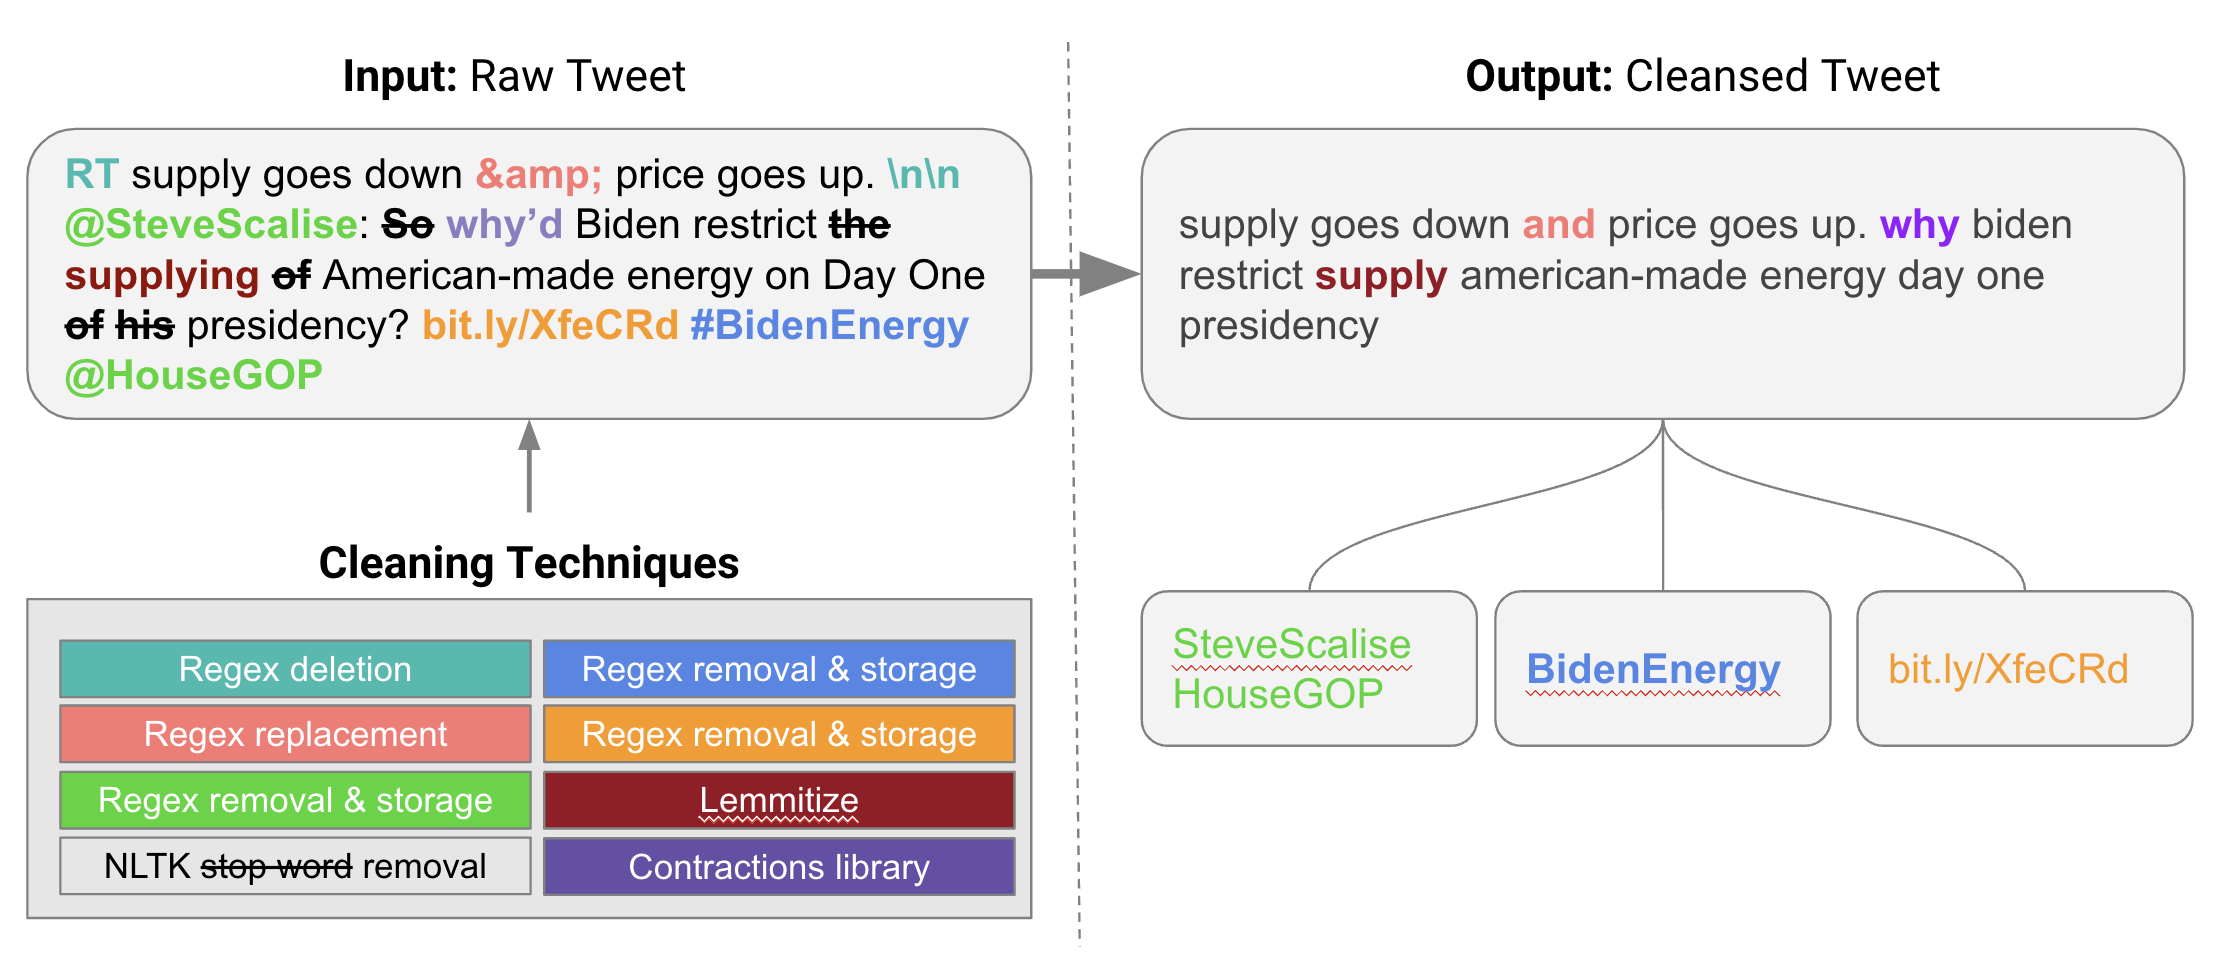 Input: Raw Tweet
RT supply goes down &amp; price goes up. \n\n
@SteveScalise: So why’d Biden restrict the
supplying of American-made energy on Day One
of his presidency? bit.ly/XfeCRd #BidenEnergy
@HouseGOP
Cleaning Techniques
Regex deletion
Regex removal & storage
Regex replacement
Regex removal & storage
Regex removal & storage
Lemmitize
NLTK stop word removal
Contractions library
Output: Cleansed Tweet
supply goes down and price goes up. why biden
restrict supply american-made energy day one
presidency
SteveScalise
HouseGOP
BidenEnergy
bit.ly/XfeCRd